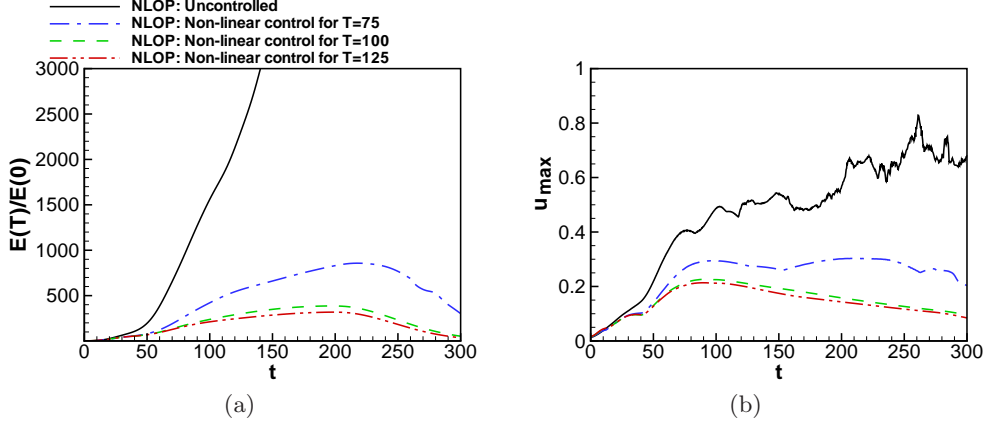 NLOP: Uncontrolled
NLOP: Non-linear control for T=75
NLOP: Non-linear control for T=100
NLOP: Non-linear control for T=125
E(T)/E(0)
3000
2500
2000
1500
1000
500
0 50 100 150 200 250 300
t
(a)
u_max
1
0.8
0.6
0.4
0.2
0
0 50 100 150 200 250 300
t
(b)